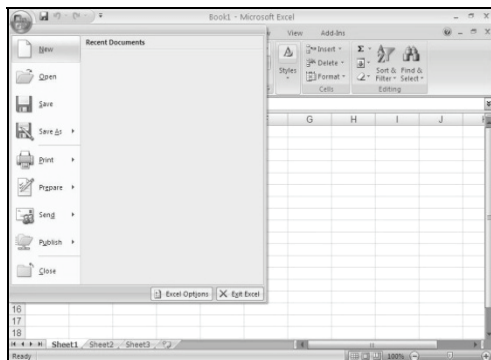 Book1 - Microsoft Excel
View Add-Ins
New
Recent Documents
Open
Save
Save As
Print
Prepare
Send
Publish
Close
Excel Options
Exit Excel
Styles
Insert
Delete
Format
Cells
Σ
Sort & Filter
Find & Select
Editing
G H I J
16
17
18
Sheet1 Sheet2 Sheet3
Ready
100%